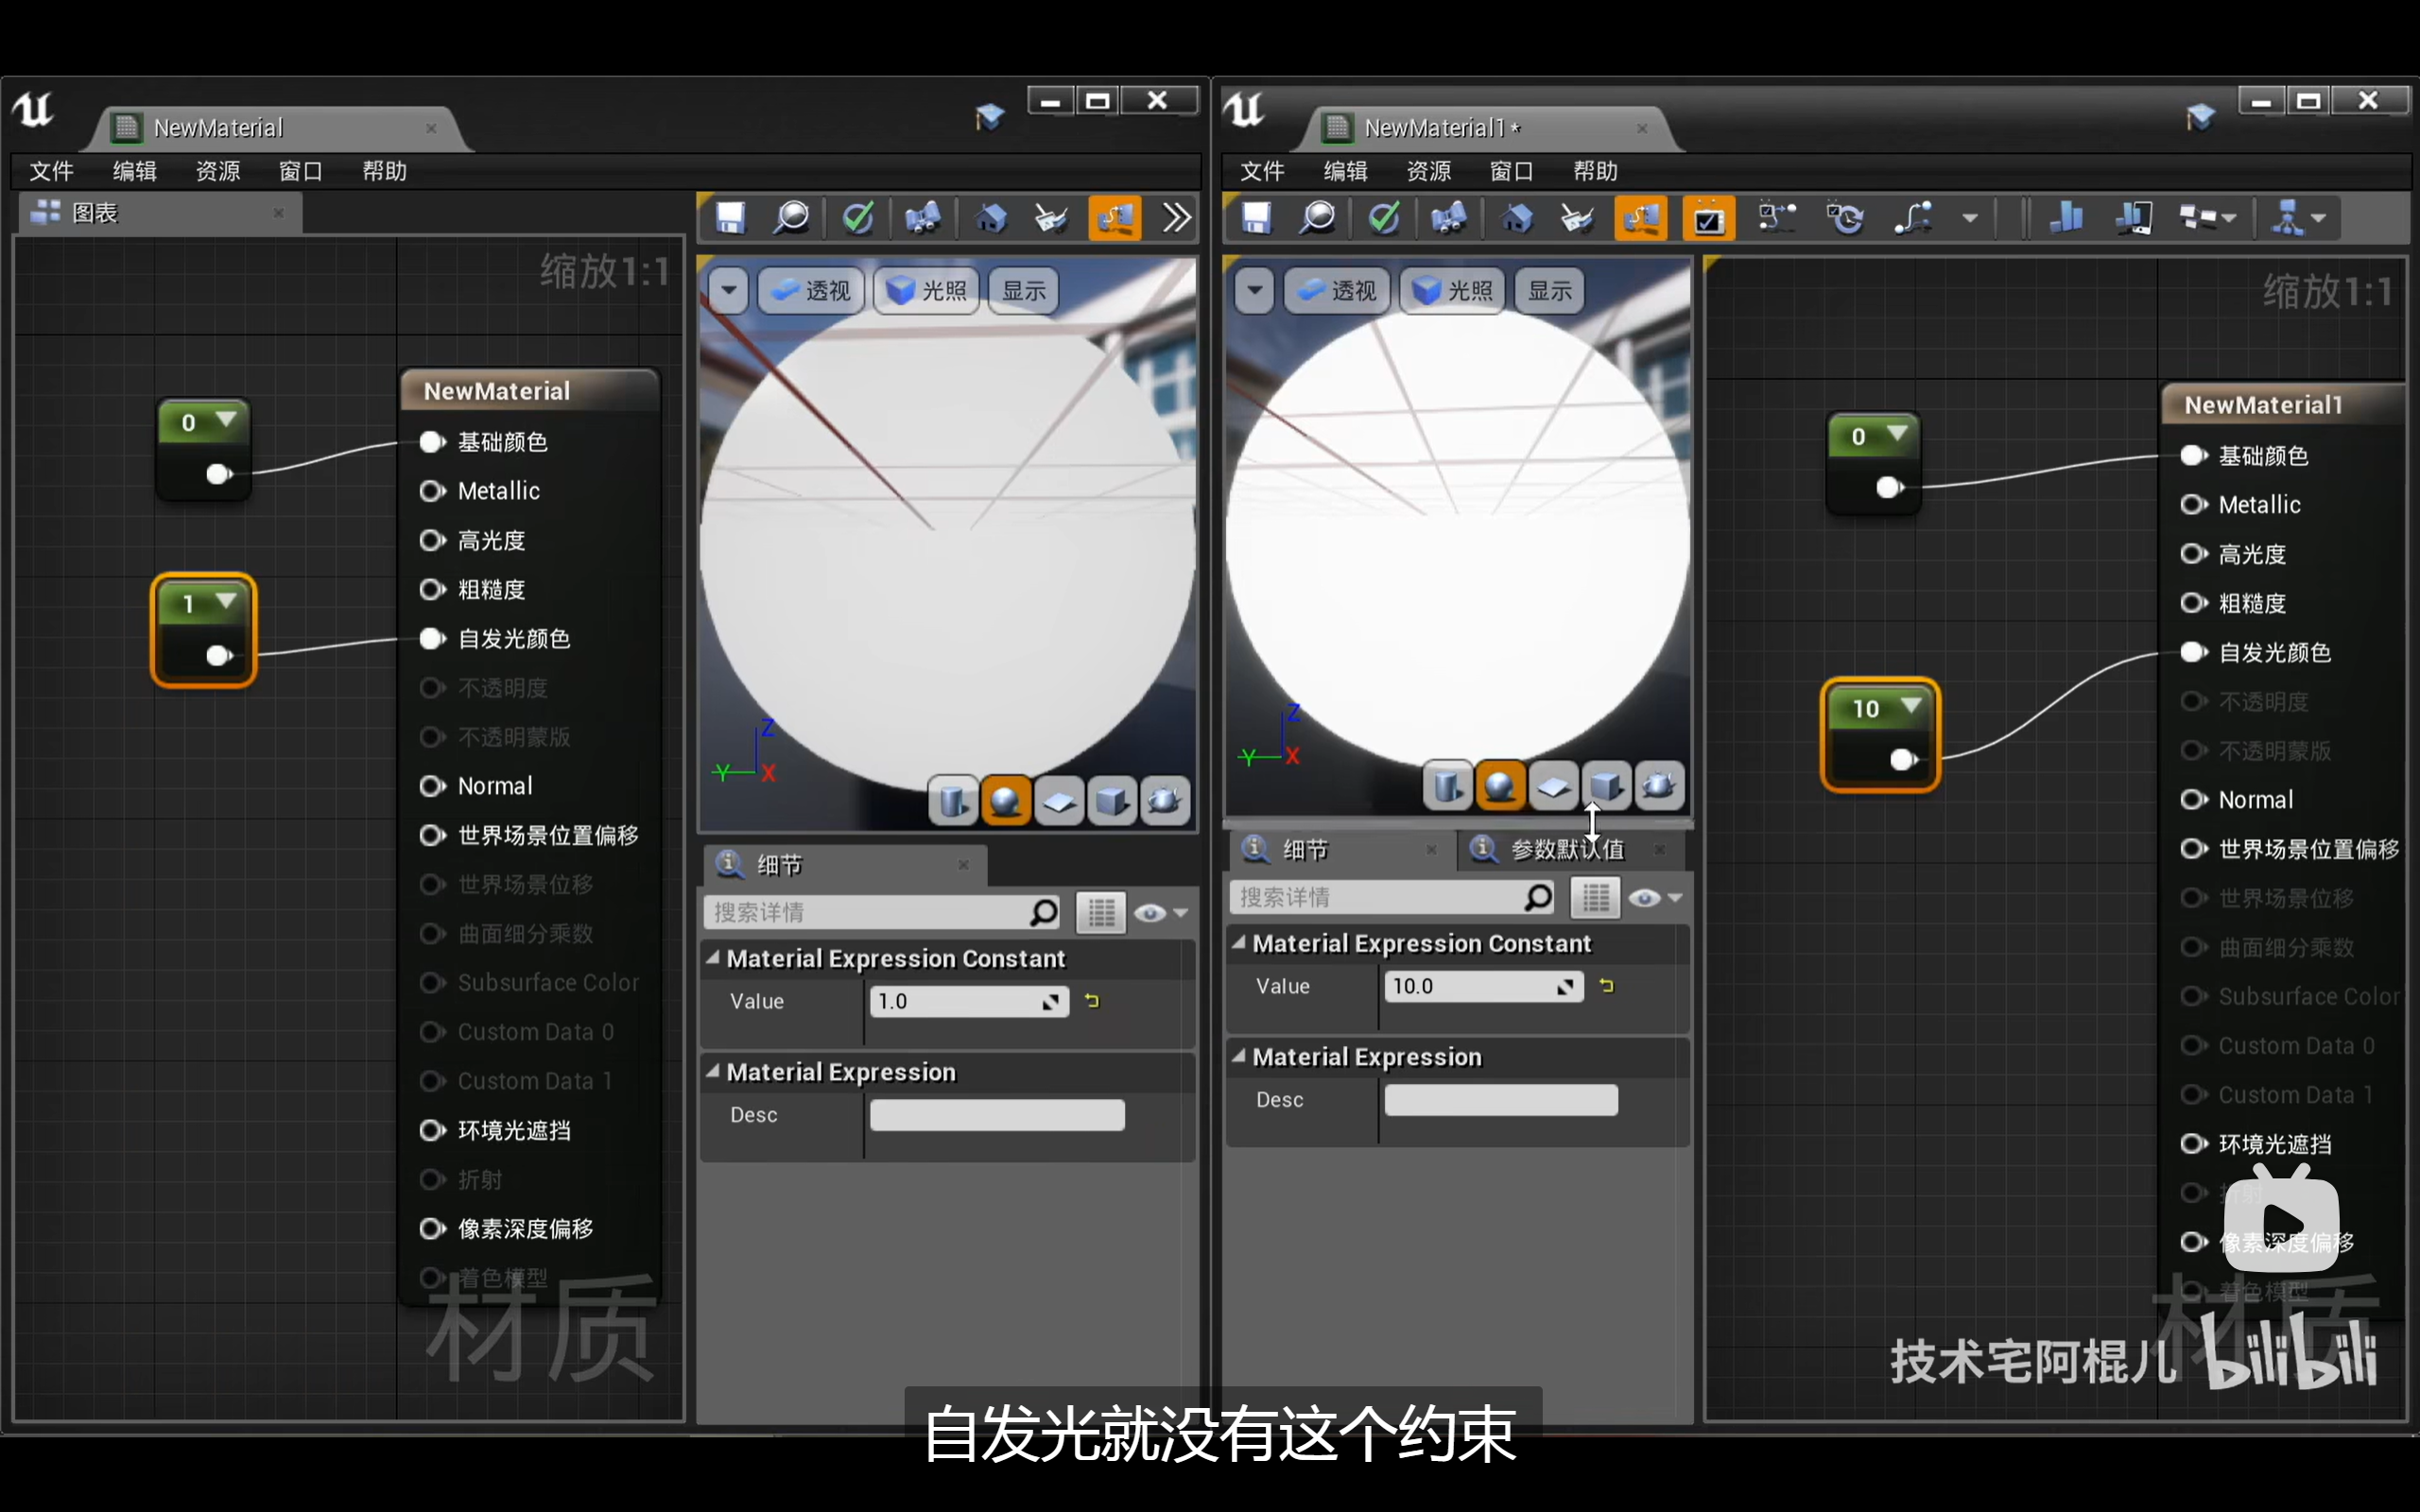 NewMaterial
文件 编辑 资源 窗口 帮助
图表
缩放1:1
0
1
NewMaterial
基础颜色
Metallic
高光度
粗糙度
自发光颜色
不透明度
不透明蒙版
Normal
世界场景位置偏移
世界场景位移
曲面细分乘数
Subsurface Color
Custom Data 0
Custom Data 1
环境光遮挡
折射
像素深度偏移
着色模型
材质
透视 光照 显示
Z
Y X
细节
搜索详情
Material Expression Constant
Value 1.0
Material Expression
Desc
NewMaterial1*
文件 编辑 资源 窗口 帮助
透视 光照 显示
Z
Y X
细节 参数默认值
搜索详情
Material Expression Constant
Value 10.0
Material Expression
Desc
缩放1:1
0
10
NewMaterial1
基础颜色
Metallic
高光度
粗糙度
自发光颜色
不透明度
不透明蒙版
Normal
世界场景位置偏移
世界场景位移
曲面细分乘数
Subsurface Color
Custom Data 0
Custom Data 1
环境光遮挡
像素深度偏移
着色模型
材质
技术宅阿棍儿 bilibili
自发光就没有这个约束